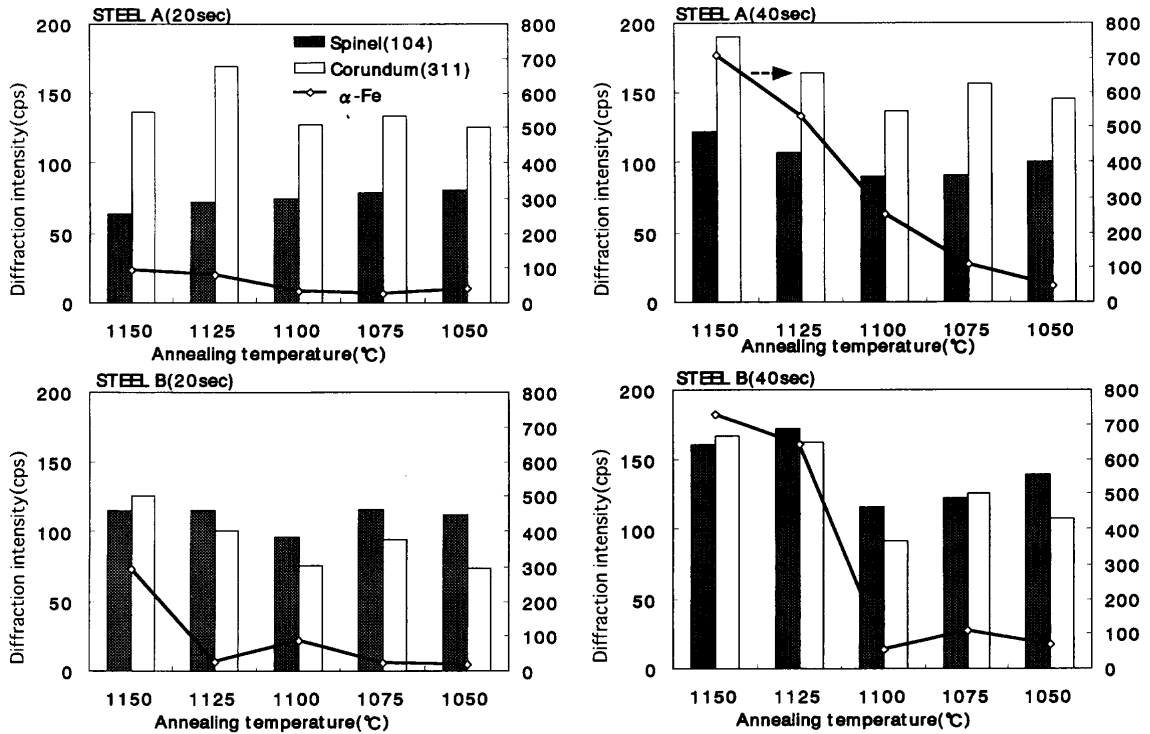 STEEL A(20sec)
Diffraction intensity(cps)
200
150
100
50
0
800
700
600
500
400
300
200
100
0
Spinel(104)
Corundum(311)
α-Fe
1150 1125 1100 1075 1050
Annealing temperature(℃)
STEEL A(40sec)
Diffraction intensity(cps)
200
150
100
50
0
800
700
600
500
400
300
200
100
0
1150 1125 1100 1075 1050
Annealing temperature(℃)
STEEL B(20sec)
Diffraction intensity(cps)
200
150
100
50
0
800
700
600
500
400
300
200
100
0
1150 1125 1100 1075 1050
Annealing temperature(℃)
STEEL B(40sec)
Diffraction intensity(cps)
200
150
100
50
0
800
700
600
500
400
300
200
100
0
1150 1125 1100 1075 1050
Annealing temperature(℃)